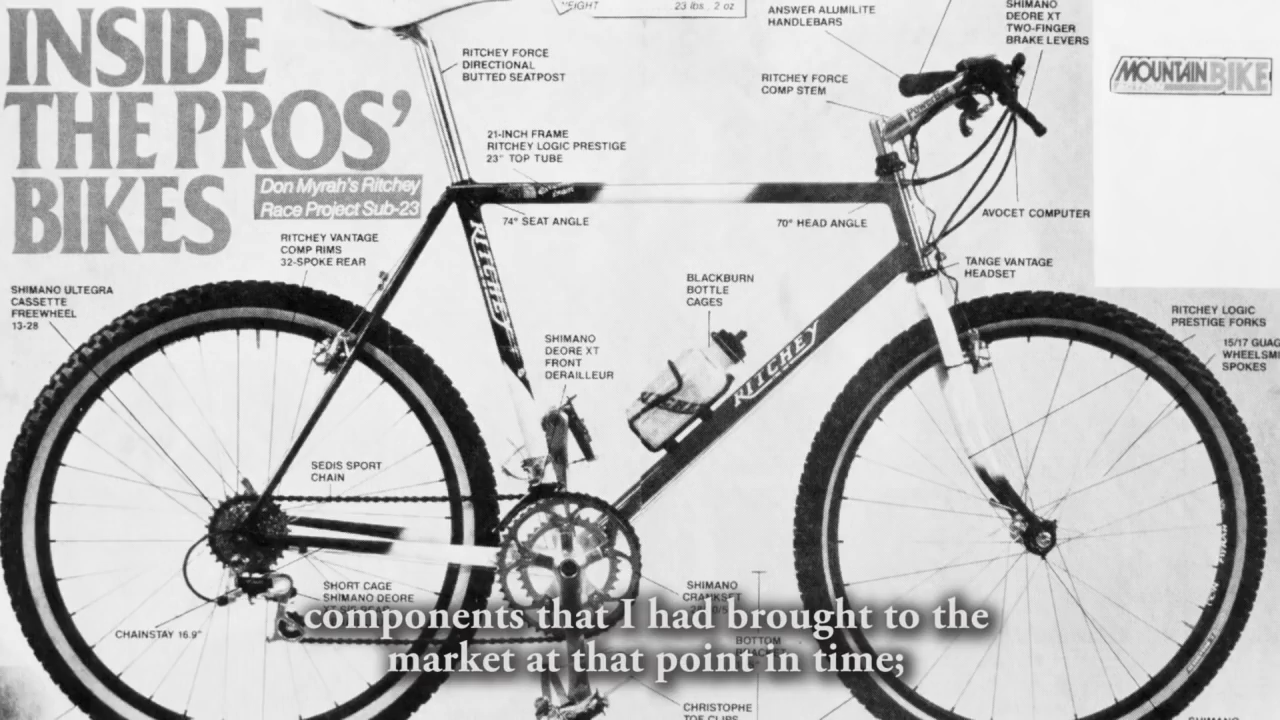 INSIDE
THE PROS'
BIKES
Don Myrah's Ritchey
Race Project Sub-23
WEIGHT 23 lbs., 2 oz
ANSWER ALUMILITE
HANDLEBARS
SHIMANO
DEORE XT
TWO-FINGER
BRAKE LEVERS
MOUNTAIN BIKE
RITCHEY FORCE
DIRECTIONAL
BUTTED SEATPOST
RITCHEY FORCE
COMP STEM
21-INCH FRAME
RITCHEY LOGIC PRESTIGE
23" TOP TUBE
74° SEAT ANGLE
70° HEAD ANGLE
AVOCET COMPUTER
RITCHEY VANTAGE
COMP RIMS
32-SPOKE REAR
TANGE VANTAGE
HEADSET
SHIMANO ULTEGRA
CASSETTE
FREEWHEEL
13-28
BLACKBURN
BOTTLE
CAGES
RITCHEY
RITCHEY
RITCHEY LOGIC
PRESTIGE FORKS
SHIMANO
DEORE XT
FRONT
DERAILLEUR
15/17 GUAG
WHEELSMI
SPOKES
SEDIS SPORT
CHAIN
SHORT CAGE
SHIMANO DEORE
SHIMANO
CRANKSET
CHAINSTAY 16.9"
BOTTOM
components that I had brought to the
market at that point in time;
CHRISTOPHE
TOE CLIPS
SHIMANO